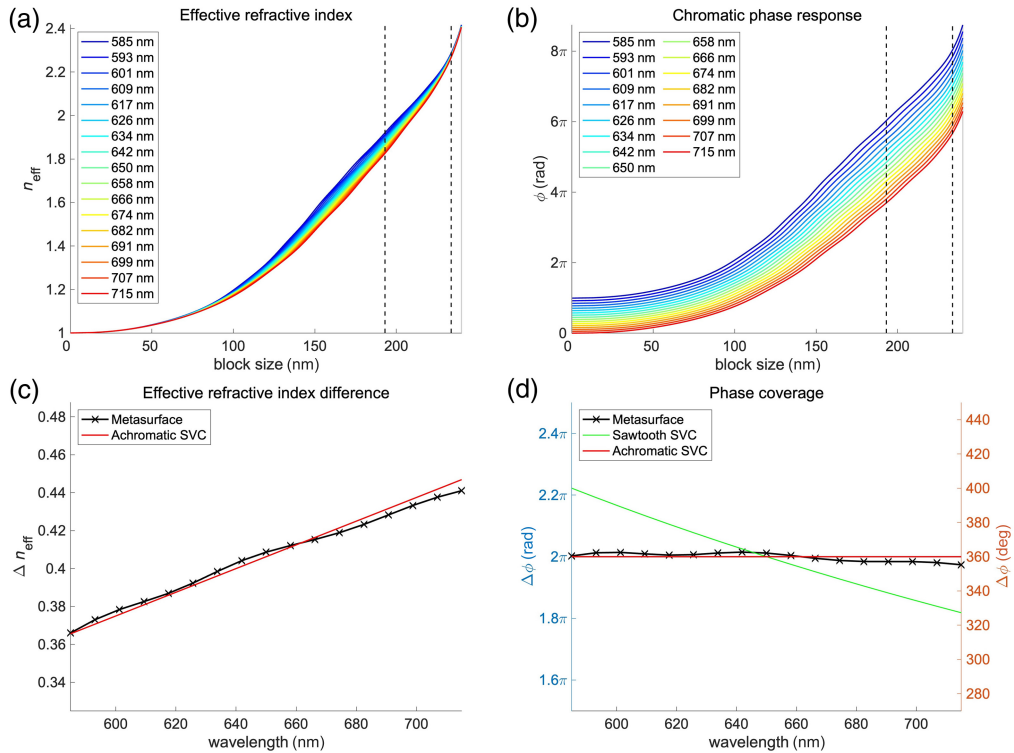 (a)
Effective refractive index
2.4
2.2
2
1.8
1.6
1.4
1.2
1
n_eff
585 nm
593 nm
601 nm
609 nm
617 nm
626 nm
634 nm
642 nm
650 nm
658 nm
666 nm
674 nm
682 nm
691 nm
699 nm
707 nm
715 nm
0 50 100 150 200
block size (nm)
(b)
Chromatic phase response
8π
6π
4π
2π
0
ϕ (rad)
585 nm 658 nm
593 nm 666 nm
601 nm 674 nm
609 nm 682 nm
617 nm 691 nm
626 nm 699 nm
634 nm 707 nm
642 nm 715 nm
650 nm
0 50 100 150 200
block size (nm)
(c)
Effective refractive index difference
0.48
0.46
0.44
0.42
0.4
0.38
0.36
0.34
Δ n_eff
Metasurface
Achromatic SVC
600 620 640 660 680 700
wavelength (nm)
(d)
Phase coverage
2.4π
2.2π
2π
1.8π
1.6π
Δϕ (rad)
Metasurface
Sawtooth SVC
Achromatic SVC
440
420
400
380
360
340
320
300
280
Δϕ (deg)
600 620 640 660 680 700
wavelength (nm)